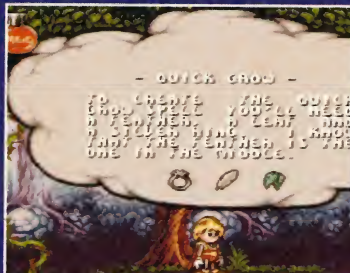 - QUICK GROW -
TO CREATE THE QUICK
GROW SPELL YOU'LL NEED
A FEATHER, A LEAF AND
A SILVER RING. I KNOW
THAT THE FEATHER IS THE
ONE IN THE MIDDLE.